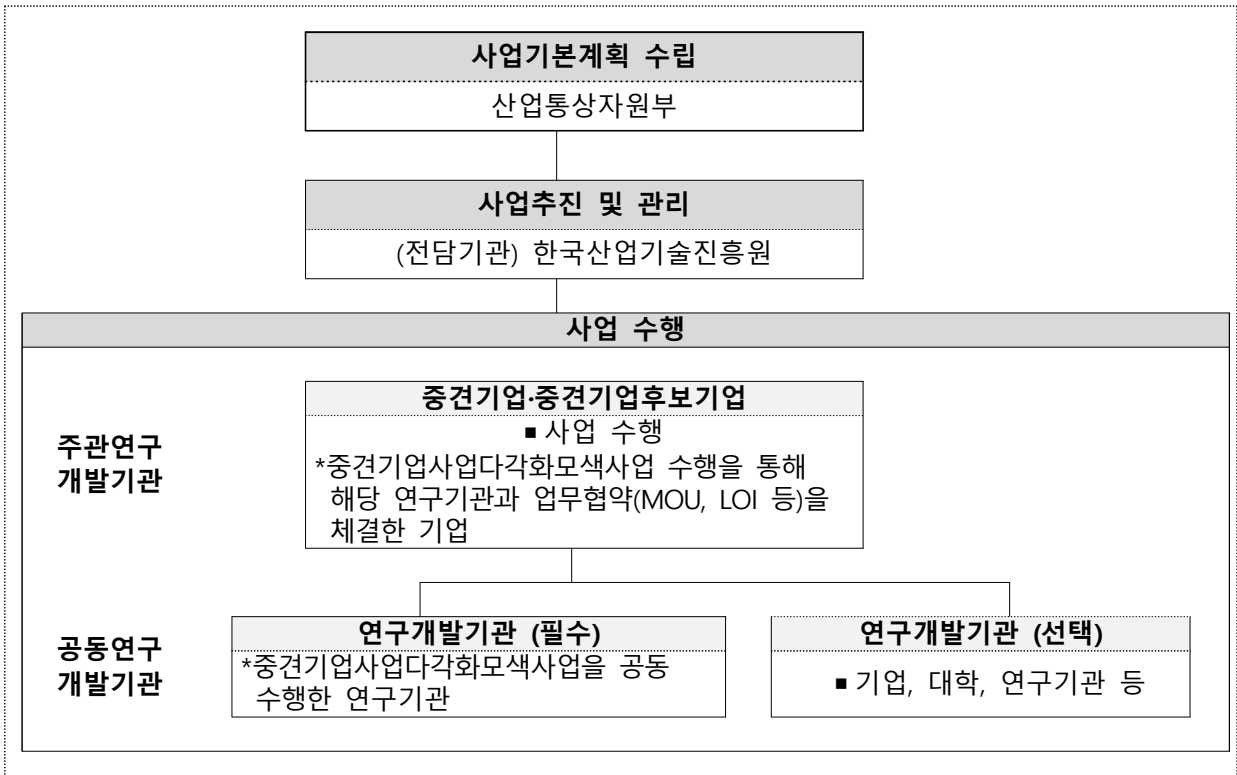 사업기본계획 수립
산업통상자원부
사업추진 및 관리
(전담기관) 한국산업기술진흥원
사업 수행
주관연구
개발기관
중견기업·중견기업후보기업
▪사업 수행
*중견기업사업다각화모색사업 수행을 통해
해당 연구기관과 업무협약(MOU, LOI 등)을
체결한 기업
공동연구
개발기관
연구개발기관 (필수)
*중견기업사업다각화모색사업을 공동
수행한 연구기관
연구개발기관 (선택)
▪기업, 대학, 연구기관 등